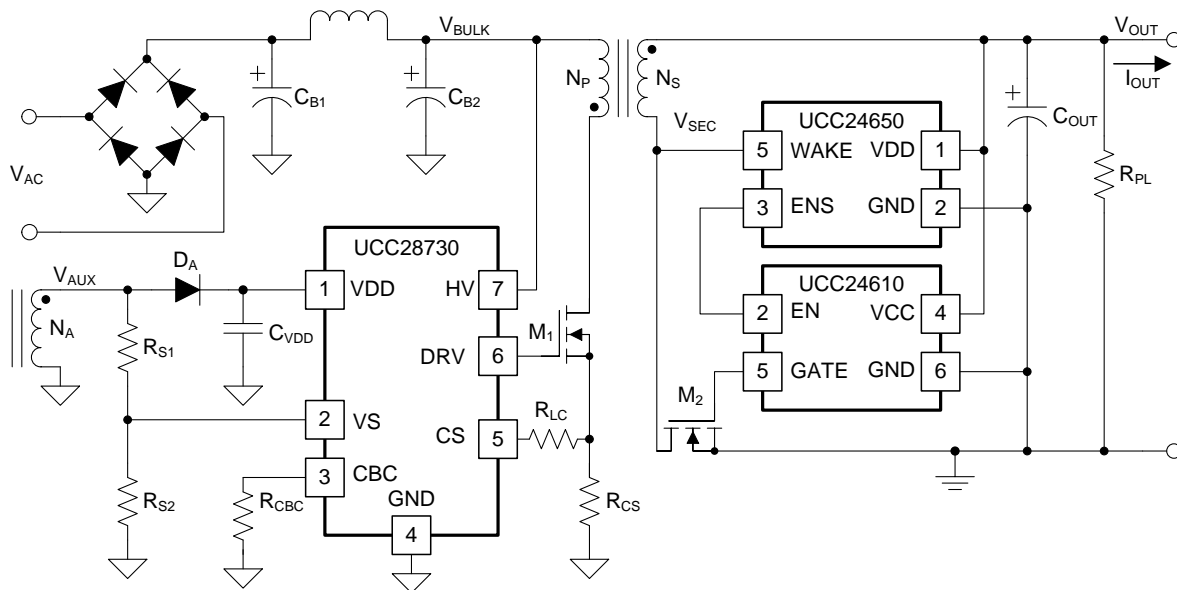 V_BULK
V_OUT
I_OUT
C_B1
C_B2
N_P
N_S
V_AC
V_SEC
UCC24650
5 WAKE VDD 1
3 ENS GND 2
C_OUT
R_PL
UCC24610
2 EN VCC 4
5 GATE GND 6
M_2
V_AUX
D_A
N_A
C_VDD
R_S1
R_S2
UCC28730
1 VDD HV 7
DRV 6
2 VS CS 5
3 CBC
GND
4
R_CBC
M_1
R_LC
R_CS